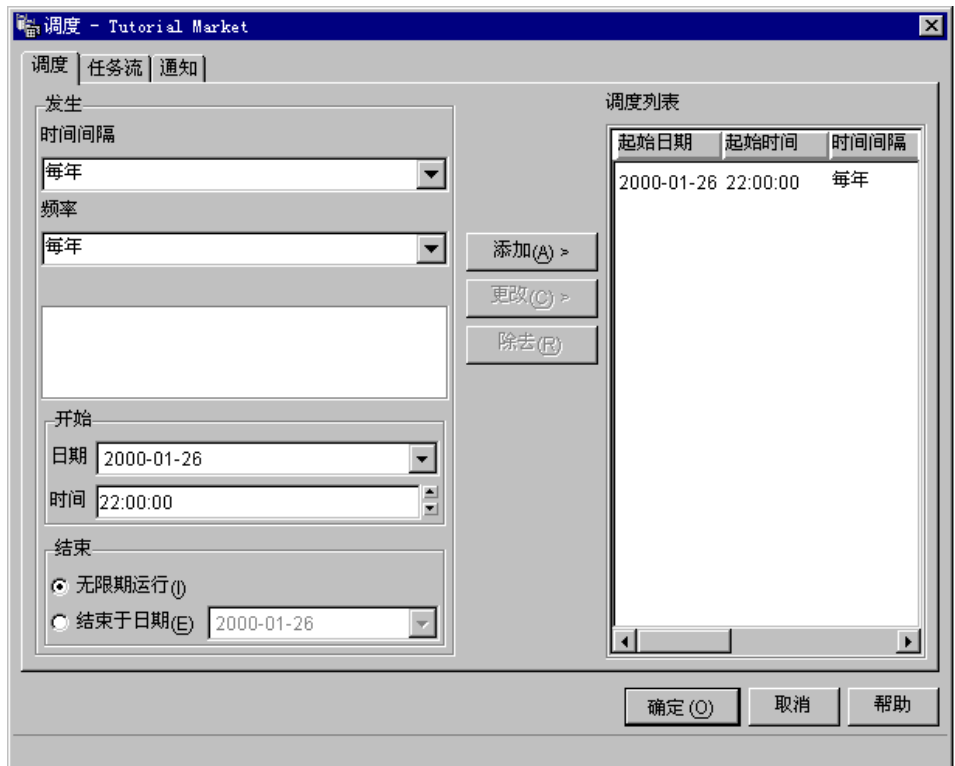 调度 - Tutorial Market
调度 任务流 通知
发生
时间间隔
每年
频率
每年
开始
日期 2000-01-26
时间 22:00:00
结束
无限期运行(I)
结束于日期(E) 2000-01-26
添加(A) >
更改(C) >
除去(R)
调度列表
起始日期 起始时间 时间间隔
2000-01-26 22:00:00 每年
确定(O) 取消 帮助